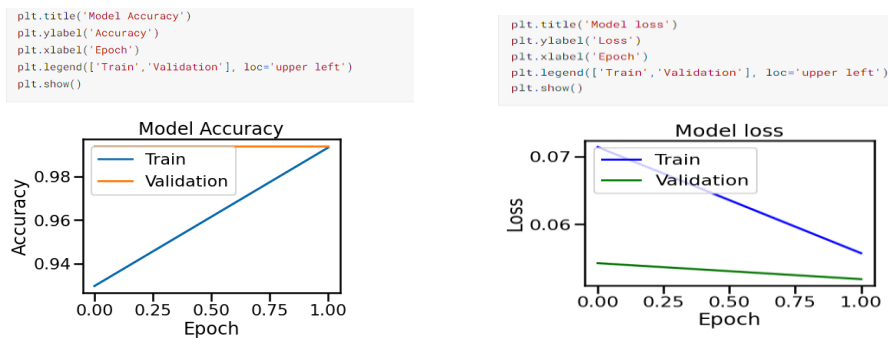 plt.title('Model Accuracy')
plt.ylabel('Accuracy')
plt.xlabel('Epoch')
plt.legend(['Train','Validation'], loc='upper left')
plt.show()
Model Accuracy
Train
Validation
0.98
0.96
0.94
Accuracy
0.00 0.25 0.50 0.75 1.00
Epoch
plt.title('Model loss')
plt.ylabel('Loss')
plt.xlabel('Epoch')
plt.legend(['Train','Validation'], loc='upper left')
plt.show()
Model loss
Train
Validation
0.07
0.06
Loss
0.00 0.25 0.50 0.75 1.00
Epoch